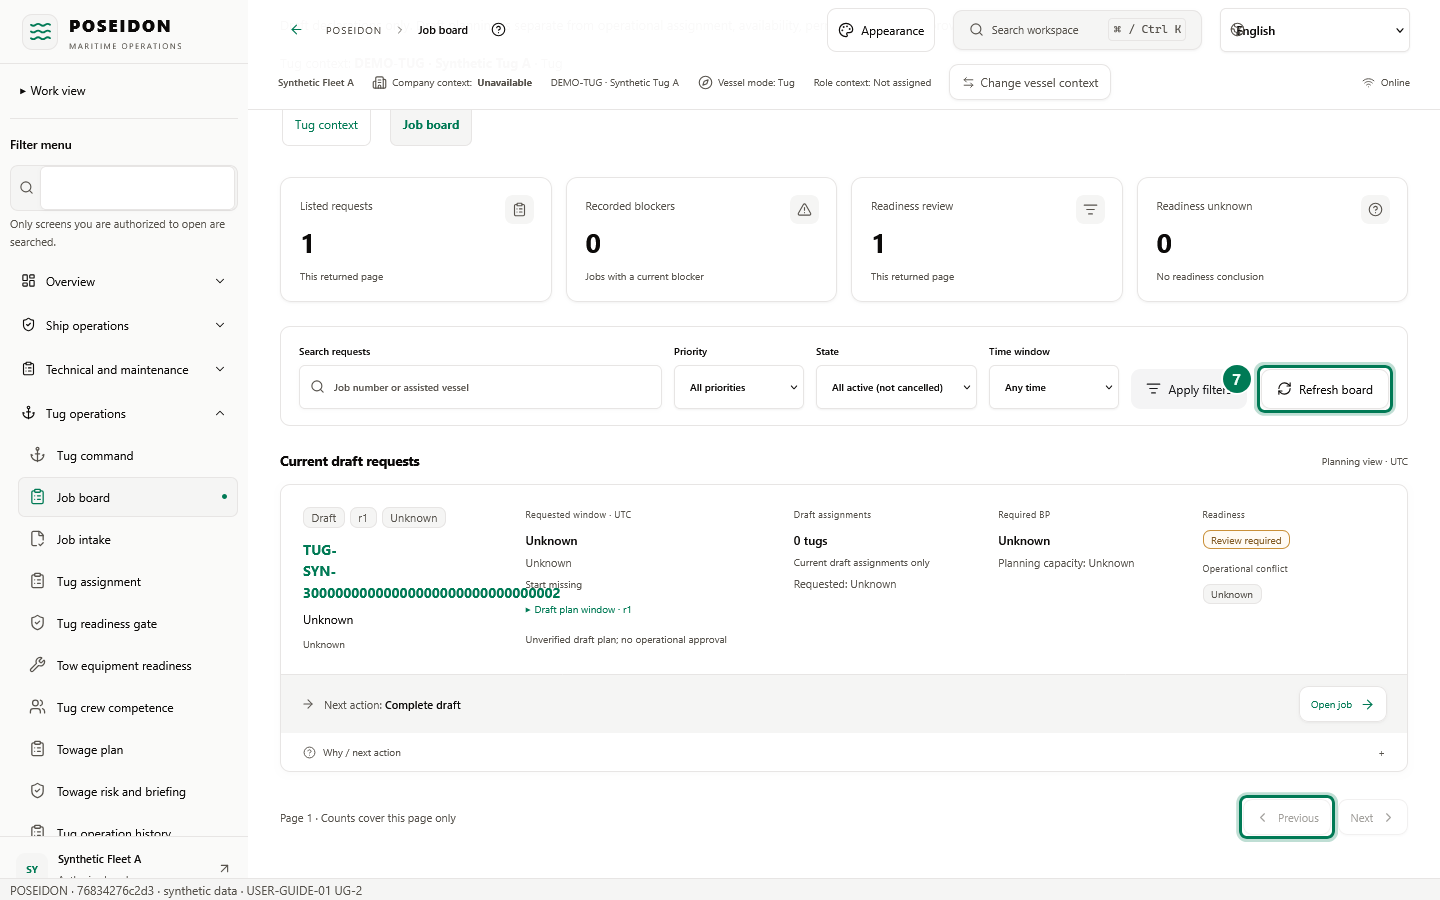 POSEIDON
MARITIME OPERATIONS
Work view
Filter menu
Only screens you are authorized to open are
searched.
Overview
Ship operations
Technical and maintenance
Tug operations
Tug command
Job board
Job intake
Tug assignment
Tug readiness gate
Tow equipment readiness
Tug crew competence
Towage plan
Towage risk and briefing
Tug operation history
SY
Synthetic Fleet A
POSEIDON
Job board
Appearance
Search workspace
⌘ / Ctrl K
English
Synthetic Fleet A
Company context: Unavailable
DEMO-TUG · Synthetic Tug A
Vessel mode: Tug
Role context: Not assigned
Change vessel context
Online
Tug context
Job board
Listed requests
1
This returned page
Recorded blockers
0
Jobs with a current blocker
Readiness review
1
This returned page
Readiness unknown
0
No readiness conclusion
Search requests
Job number or assisted vessel
Priority
All priorities
State
All active (not cancelled)
Time window
Any time
Apply filters
7
Refresh board
Current draft requests
Planning view · UTC
Draft
r1
Unknown
TUG-
SYN-
Unknown
Unknown
Requested window · UTC
Unknown
Unknown
Start missing
Draft plan window · r1
Unverified draft plan; no operational approval
Draft assignments
0 tugs
Current draft assignments only
Requested: Unknown
Required BP
Unknown
Planning capacity: Unknown
Readiness
Review required
Operational conflict
Unknown
Next action: Complete draft
Open job
Why / next action
+
Page 1 · Counts cover this page only
Previous
Next
POSEIDON · 76834276c2d3 · synthetic data · USER-GUIDE-01 UG-2